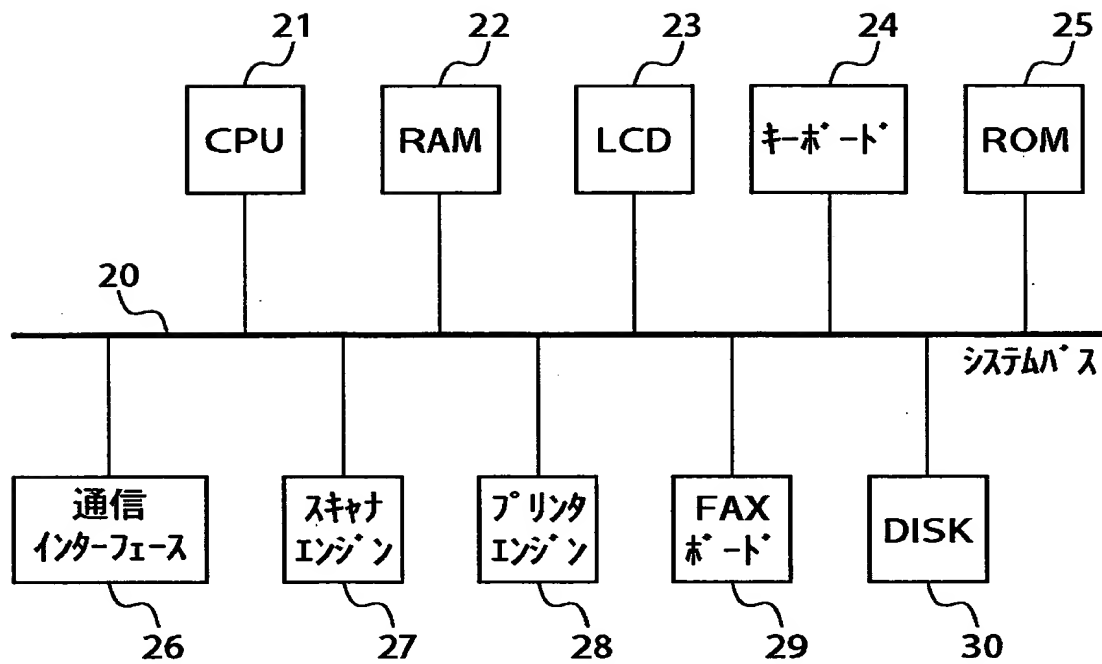 21
22
23
24
25
CPU
RAM
LCD
キーボード
ROM
20
システムバス
通信
インターフェース
スキャナ
エンジン
プリンタ
エンジン
FAX
ボード
DISK
26
27
28
29
30